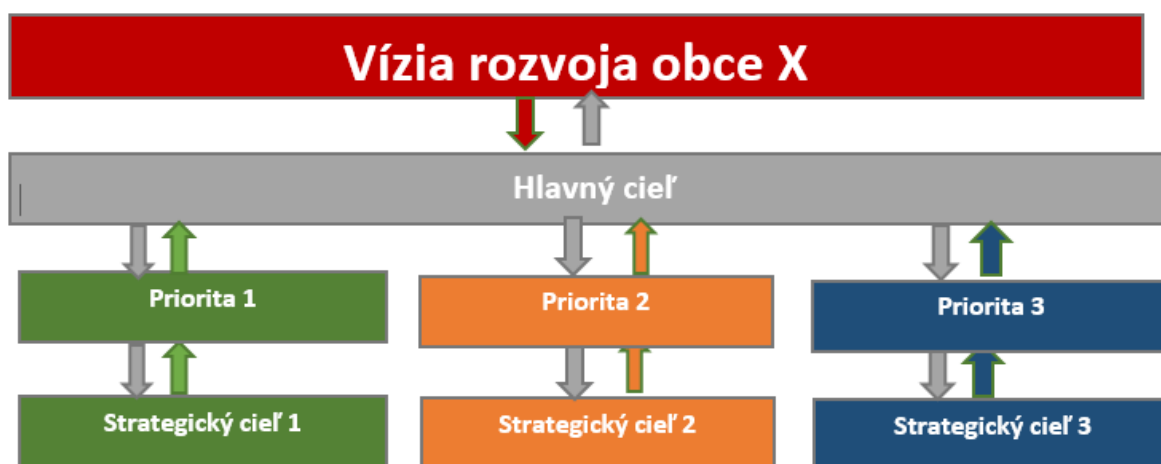 Vízia rozvoja obce X
Hlavný cieľ
Priorita 1
Priorita 2
Priorita 3
Strategický cieľ 1
Strategický cieľ 2
Strategický cieľ 3